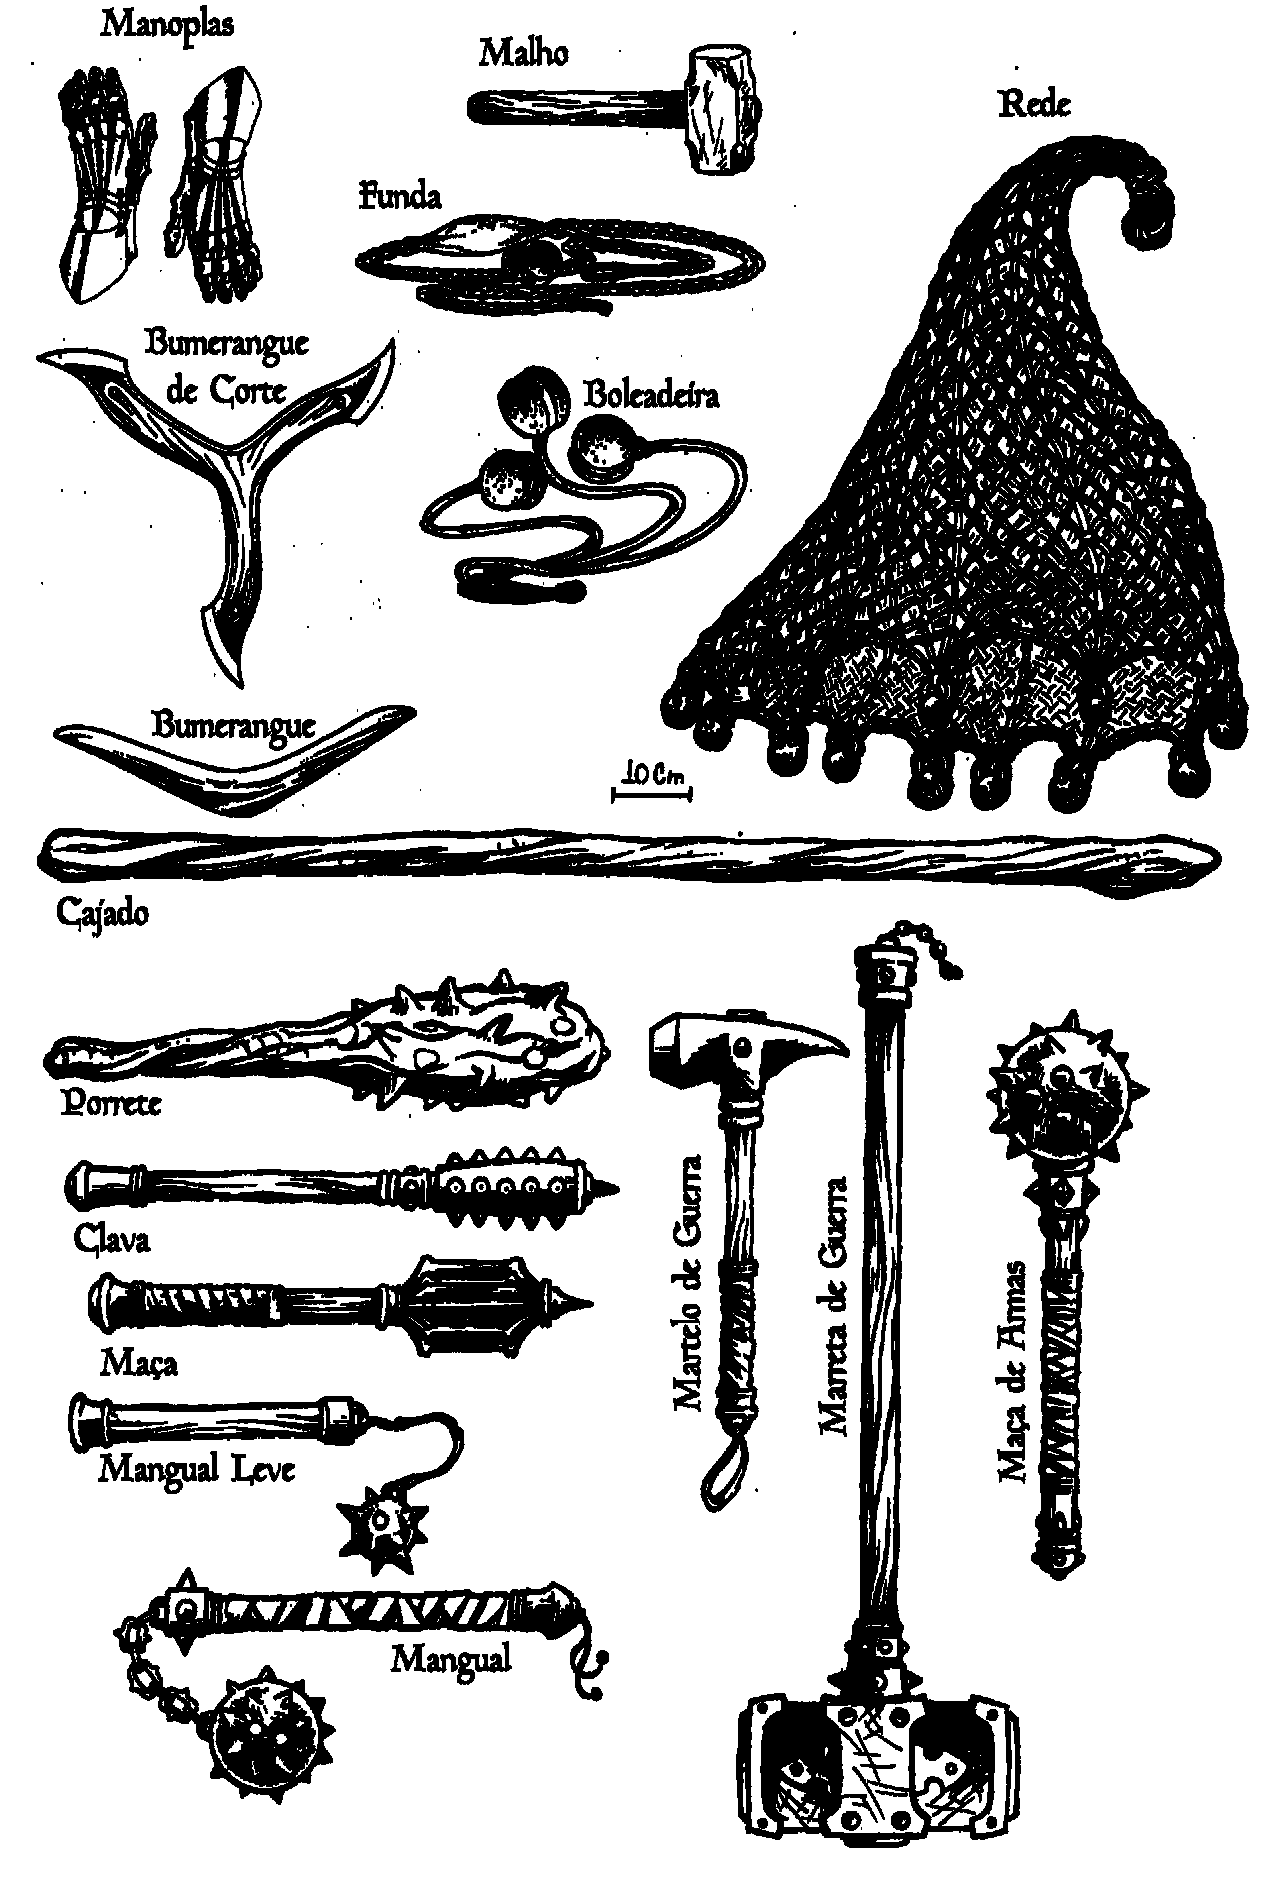 Manoplas
Malho
Rede
Funda
Bumerangue
de Corte
Boleadeira
Bumerangue
10 Cm
Cajado
Porrete
Clava
Maça
Mangual Leve
Mangual
Martelo de Guerra
Marreta de Guerra
Maça de Armas